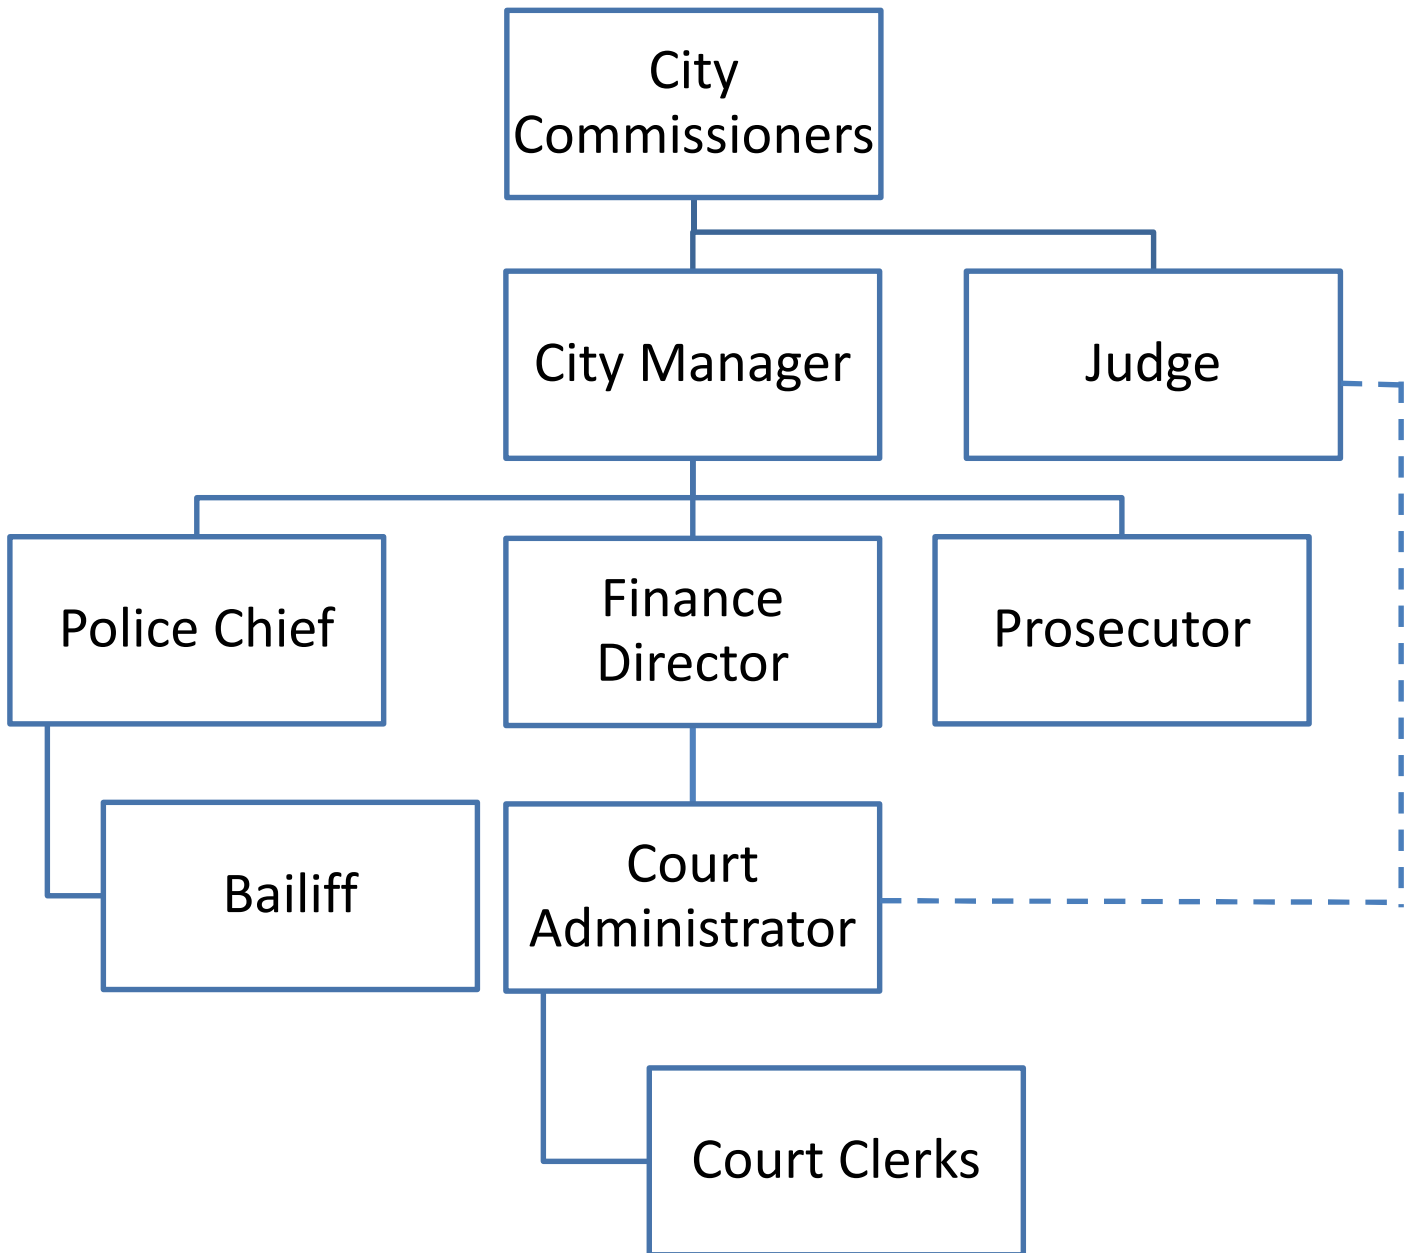 City
Commissioners
City Manager
Judge
Police Chief
Finance
Director
Prosecutor
Bailiff
Court
Administrator
Court Clerks